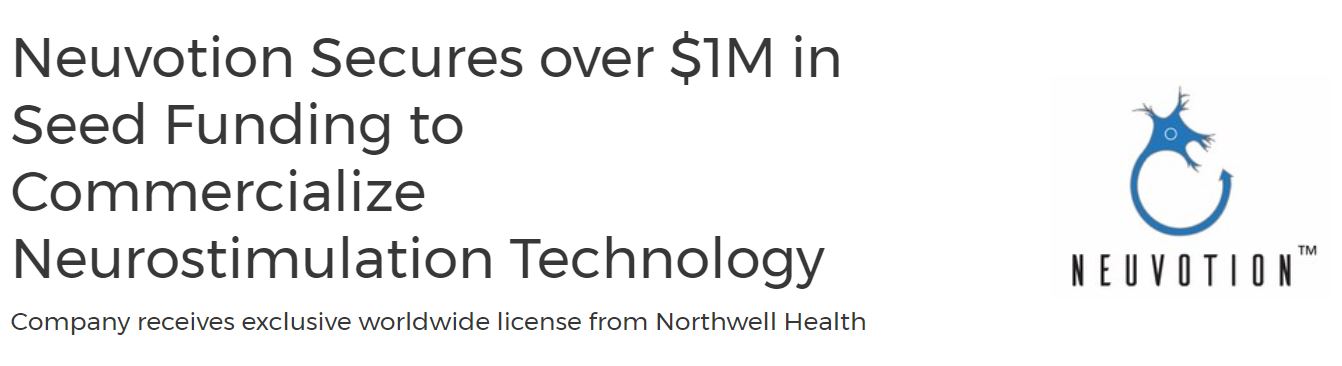 Neuvotion Secures over $1M in
Seed Funding to
Commercialize
Neurostimulation Technology
Company receives exclusive worldwide license from Northwell Health
NEUVOTION™